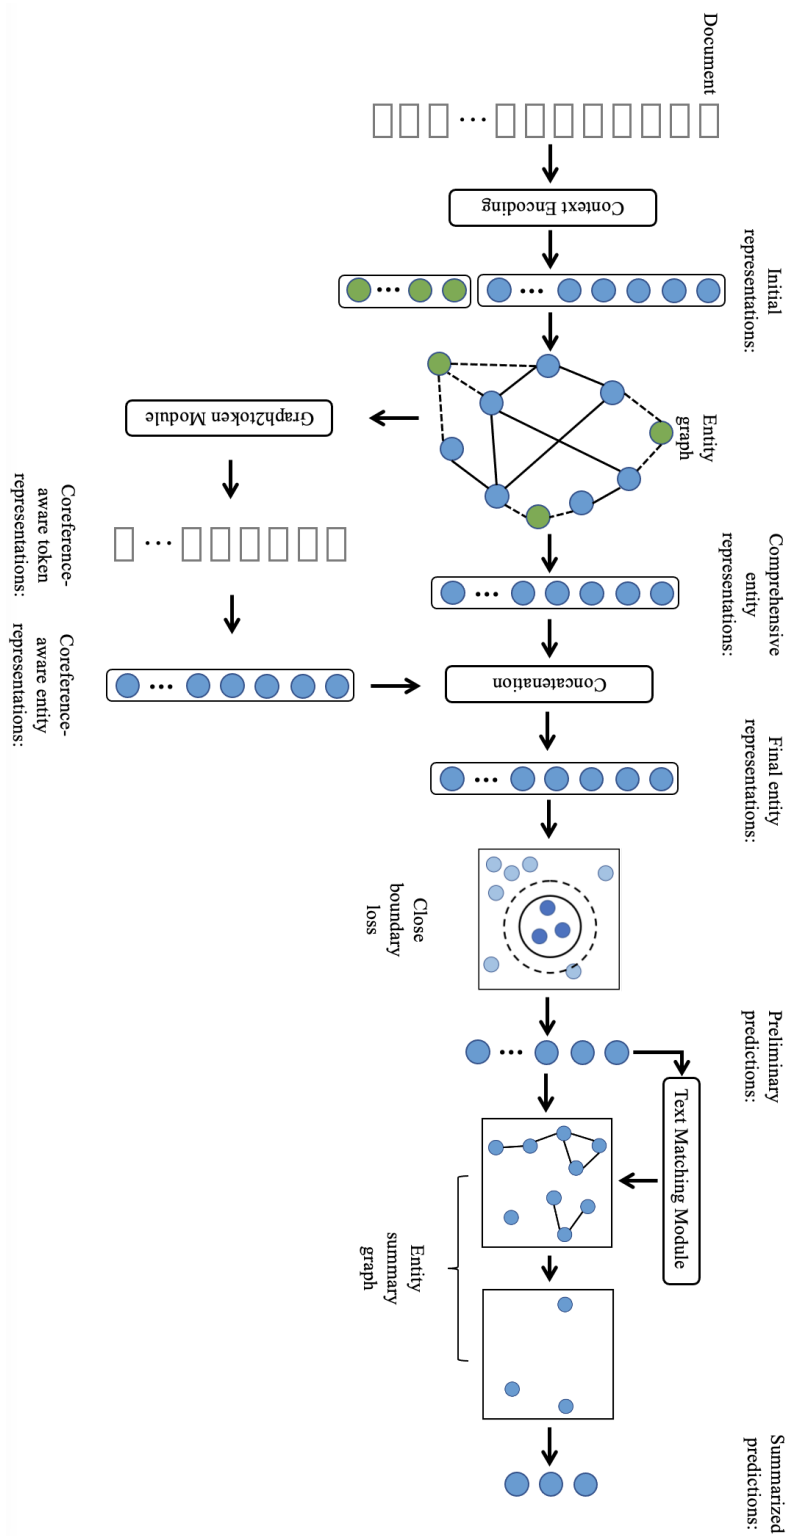 Document
Context Encoding
Initial
representations:
Entity
graph
Graph2token Module
Coreference-
aware token
representations:
Comprehensive
entity
representations:
Coreference-
aware entity
representations:
Concatenation
Final entity
representations:
Close
boundary
loss
Preliminary
predictions:
Text Matching Module
Entity
summary
graph
Summarized
predictions: